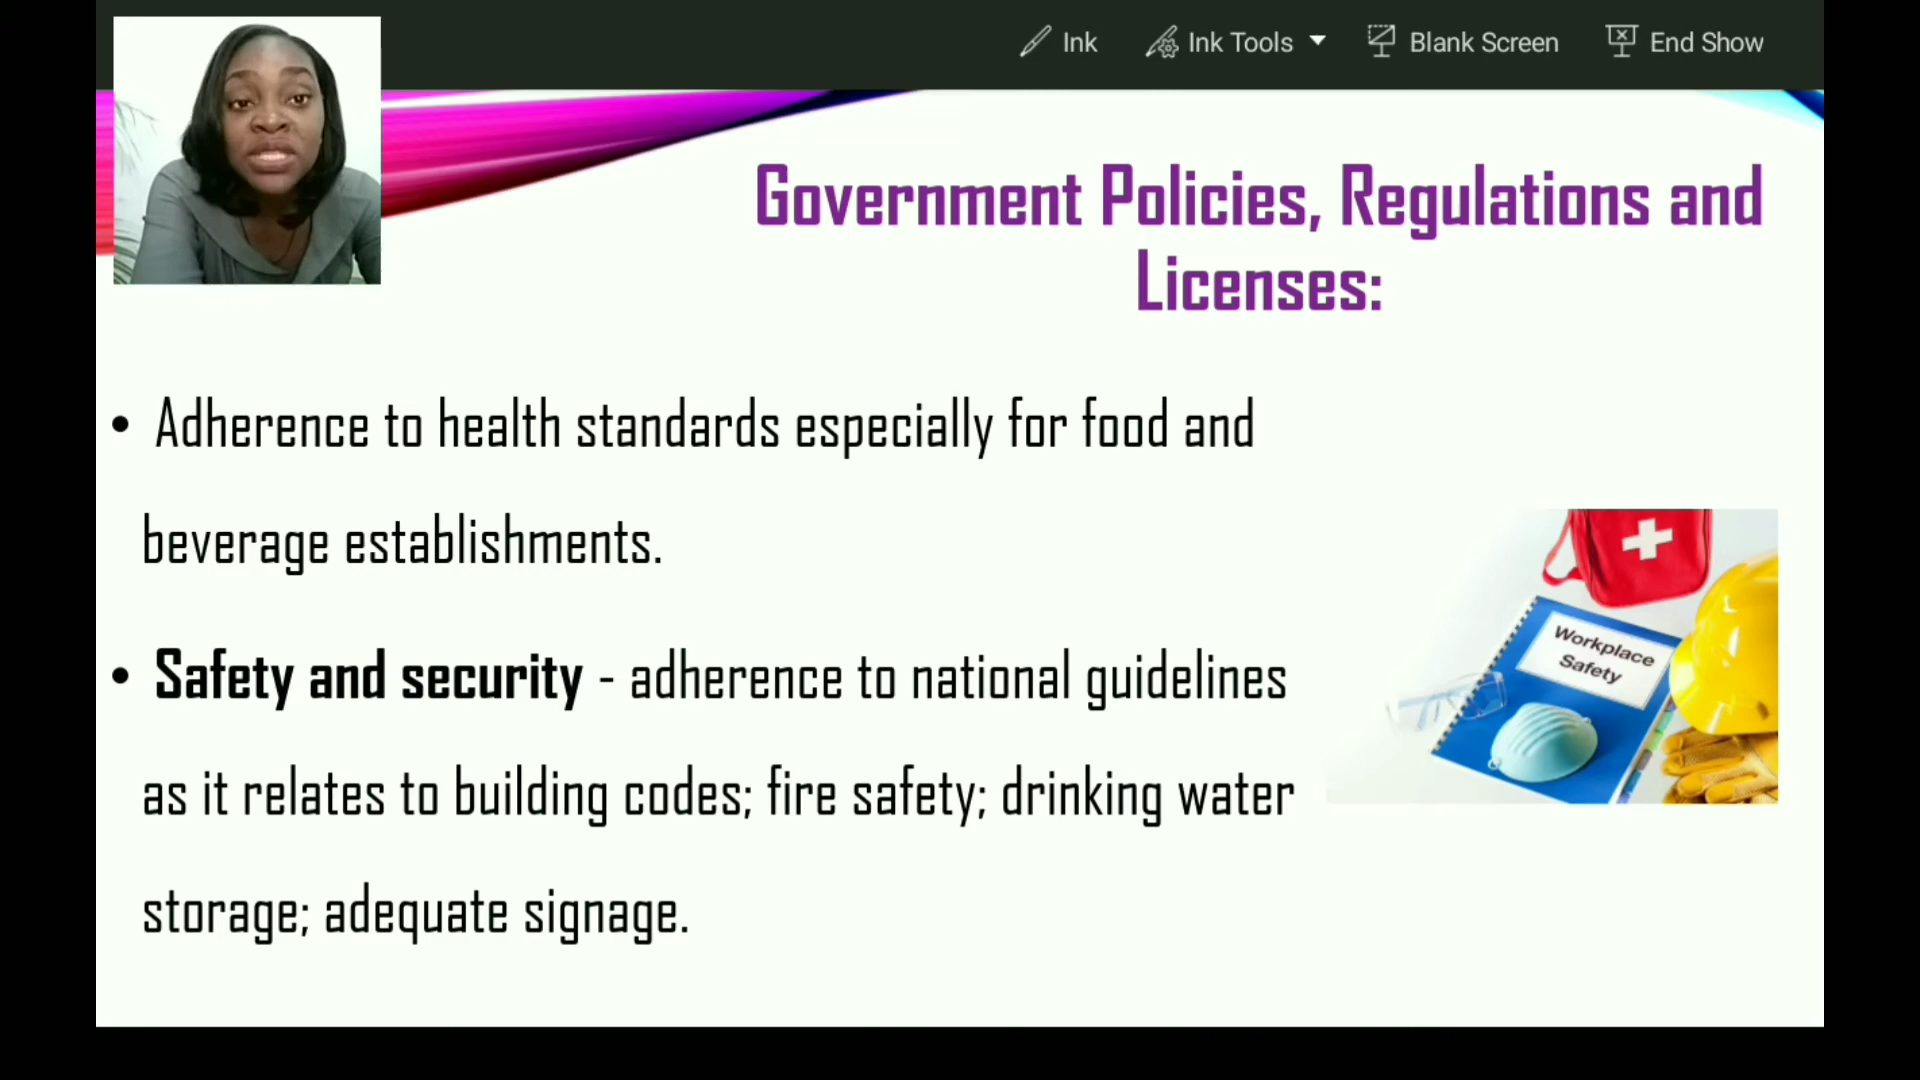 Ink
Ink Tools
Blank Screen
End Show
Government Policies, Regulations and
Licenses:
• Adherence to health standards especially for food and
beverage establishments.
• Safety and security - adherence to national guidelines
as it relates to building codes; fire safety; drinking water
storage; adequate signage.
Workplace
Safety